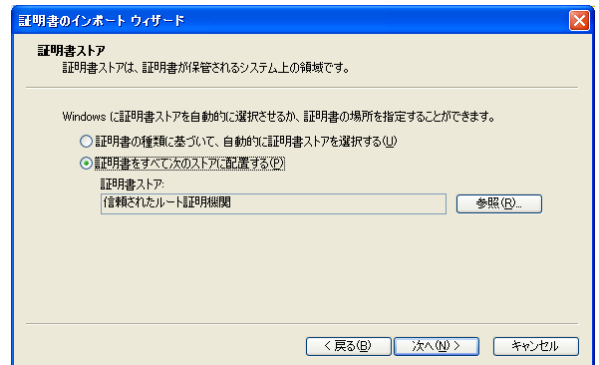 証明書のインポート ウィザード
証明書ストア
証明書ストアは、証明書が保管されるシステム上の領域です。
Windows に証明書ストアを自動的に選択させるか、証明書の場所を指定することができます。
証明書の種類に基づいて、自動的に証明書ストアを選択する(U)
証明書をすべて次のストアに配置する(P)
証明書ストア:
信頼されたルート証明機関
参照(R)...
< 戻る(B)
次へ(N) >
キャンセル